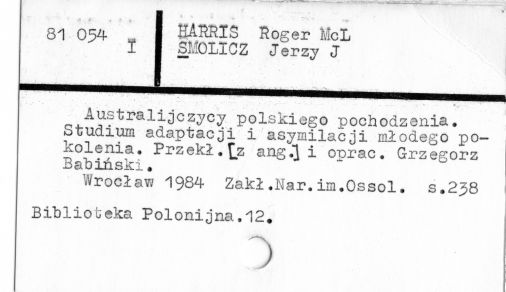 81 054 HARRIS Roger McL
I SMOLICZ Jerzy J
Australijczycy polskiego pochodzenia.
Studium adaptacji i asymilacji młodego po-
kolenia. Przekł.[z ang.] i oprac. Grzegorz
Babiński.
Wrocław 1984 Zakł.Nar.im.Ossol. s.238
Biblioteka Polonijna.12.